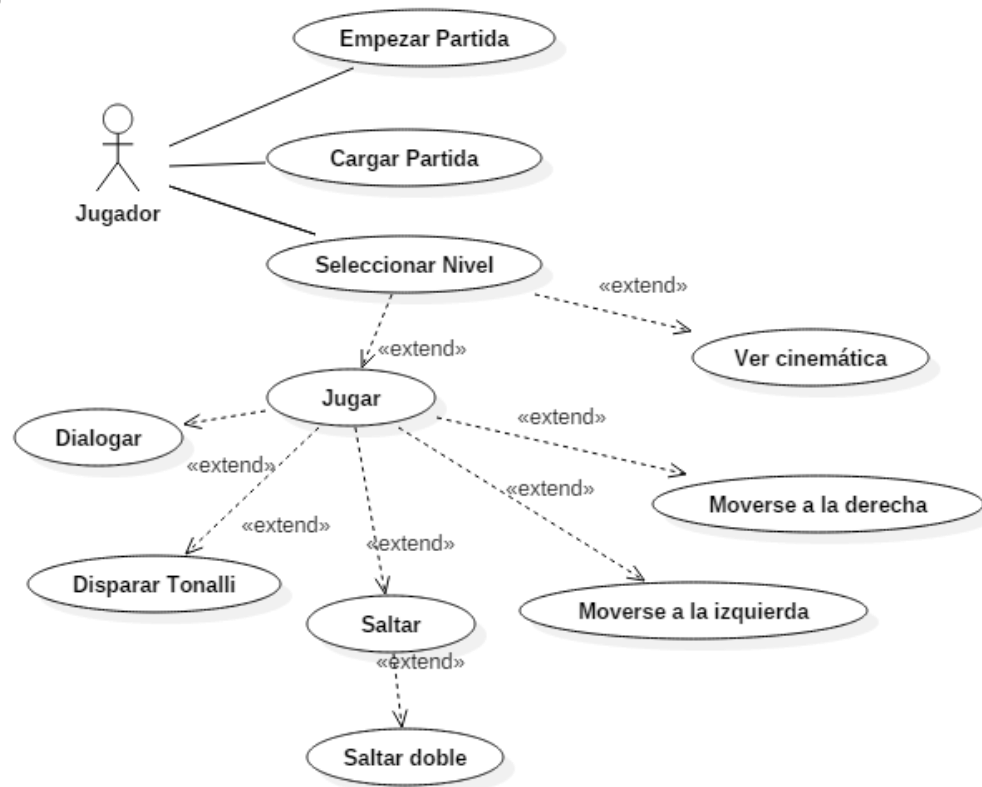 Empezar Partida
Cargar Partida
Jugador
Seleccionar Nivel
«extend»
Ver cinemática
«extend»
Jugar
«extend»
Dialogar
«extend»
«extend»
Moverse a la derecha
«extend»
«extend»
Disparar Tonalli
Moverse a la izquierda
Saltar
«extend»
Saltar doble